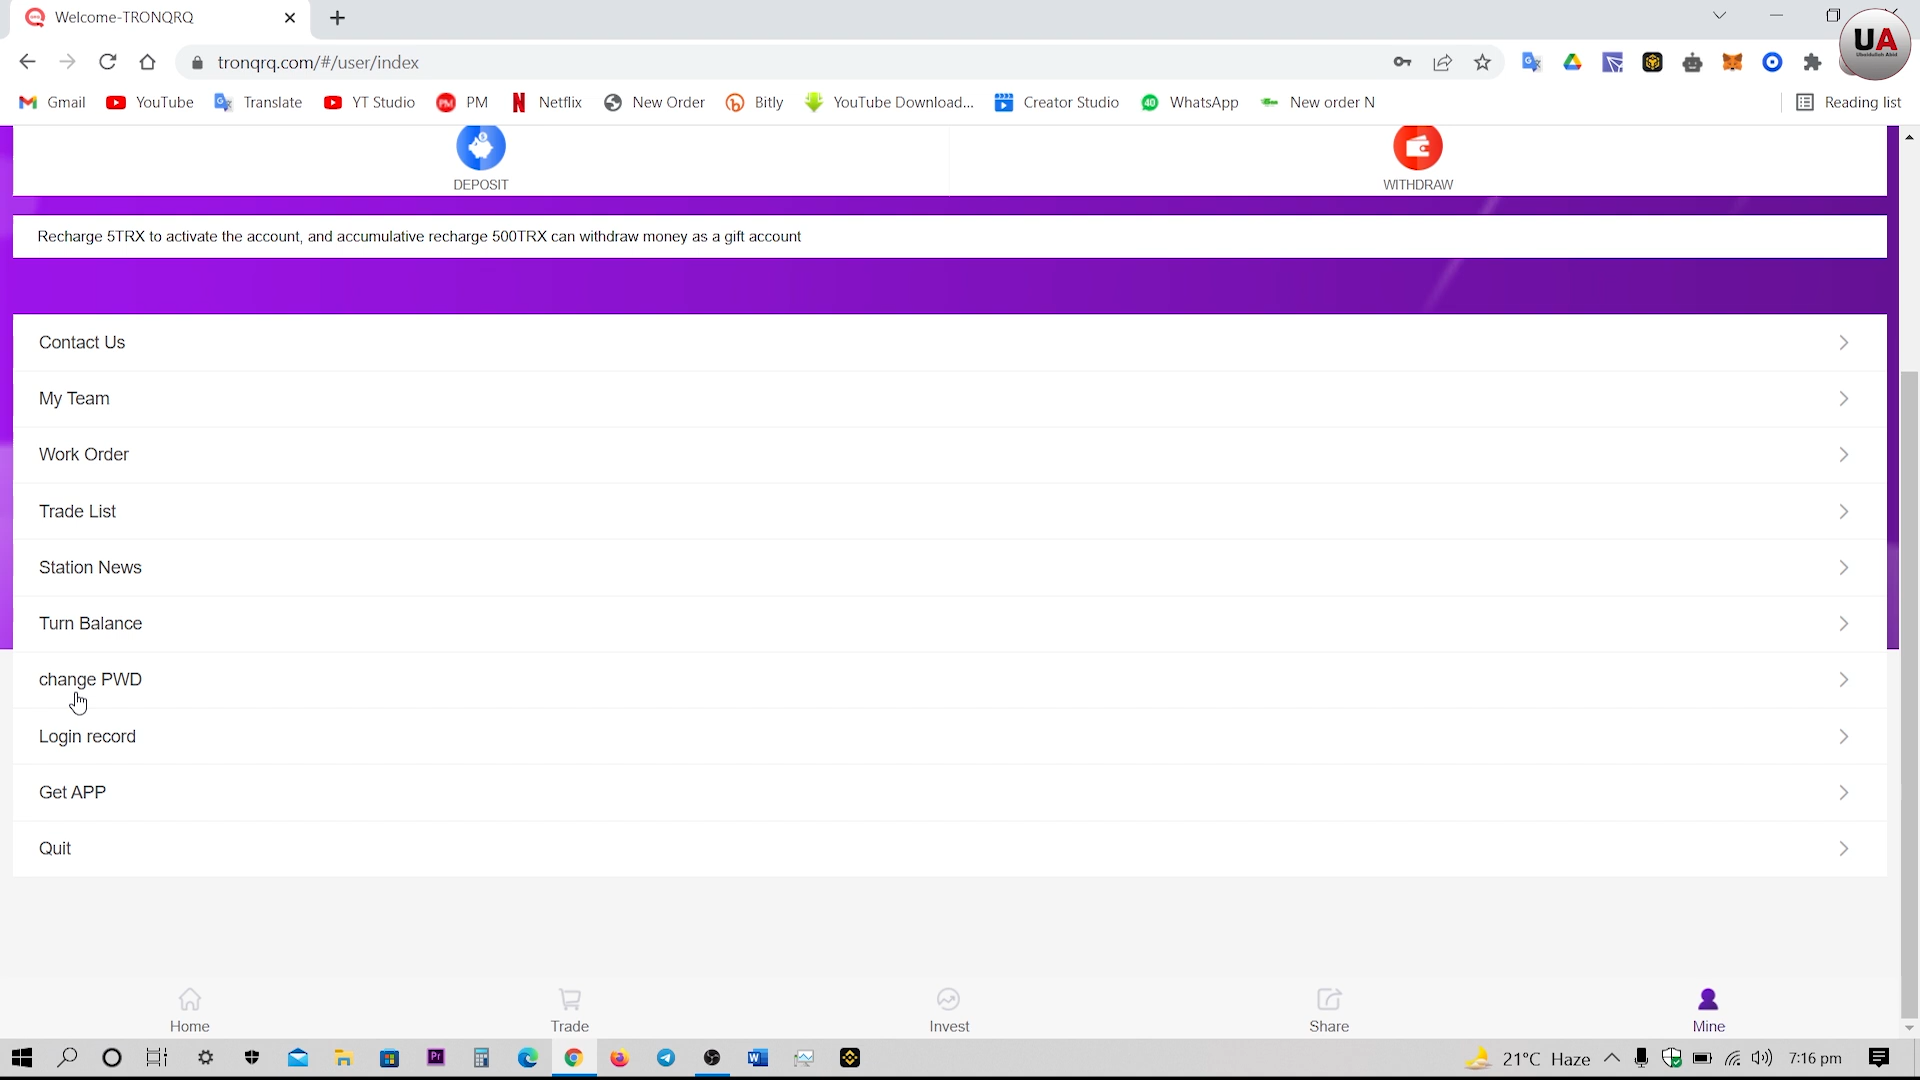 Welcome-TRONQRQ
UA
tronqrq.com/#/user/index
Gmail YouTube Translate YT Studio PM PM Netflix New Order Bitly YouTube Download... Creator Studio 40 WhatsApp New order N Reading list
DEPOSIT WITHDRAW
Recharge 5TRX to activate the account, and accumulative recharge 500TRX can withdraw money as a gift account
Contact Us
My Team
Work Order
Trade List
Station News
Turn Balance
change PWD
Login record
Get APP
Quit
Home Trade Invest Share Mine
Pr 21°C Haze 7:16 pm